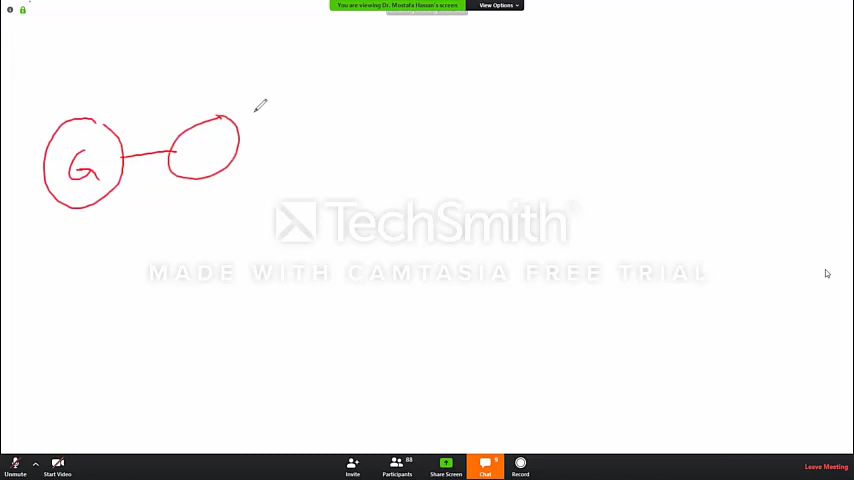 You are viewing Dr. Mostafa Hunan's screen
View Options
G
TechSmith
MADE WITH CAMTASIA FREE TRIAL
Unmute
Start Video
Invite
88
Participants
Share Screen
9
Chat
Record
Leave Meeting